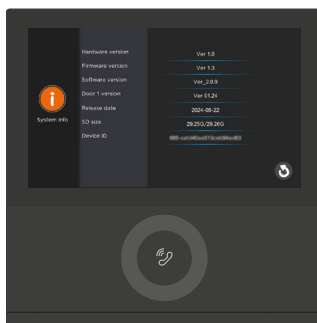 Hardware version Ver 1.0
Firmware version Ver 1.3
Software version Ver_2.0.9
Door 1 version Ver 01.24
Release date 2024-05-22
SD size 29.25G/29.26G
Device ID
System info